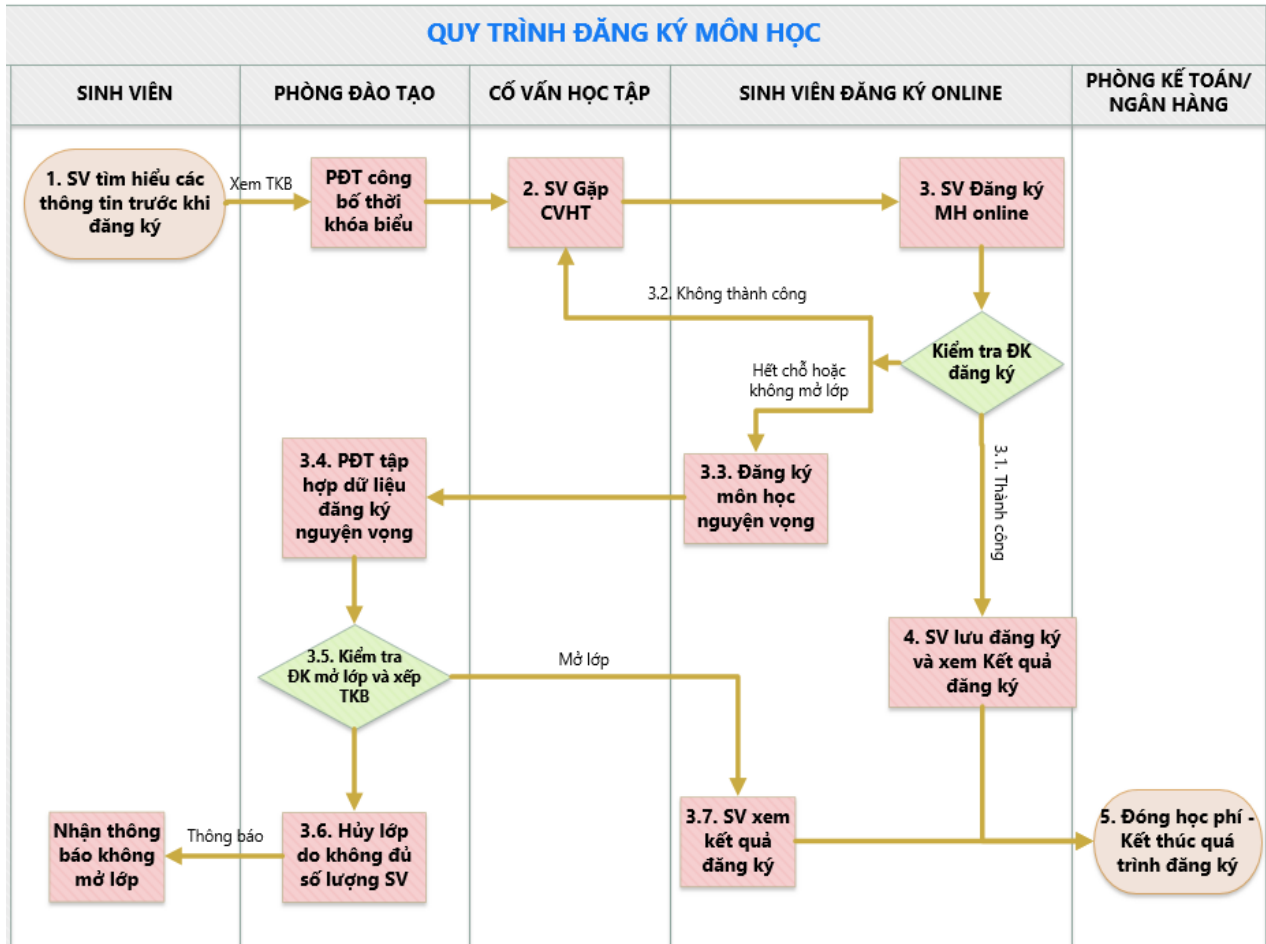 QUY TRÌNH ĐĂNG KÝ MÔN HỌC
SINH VIÊN
PHÒNG ĐÀO TẠO
CỐ VẤN HỌC TẬP
SINH VIÊN ĐĂNG KÝ ONLINE
PHÒNG KẾ TOÁN/
NGÂN HÀNG
1. SV tìm hiểu các
thông tin trước khi
đăng ký
Xem TKB
PĐT công
bố thời
khóa biểu
2. SV Gặp
CVHT
3. SV Đăng ký
MH online
3.2. Không thành công
Kiểm tra ĐK
đăng ký
Hết chỗ hoặc
không mở lớp
3.1. Thành công
3.4. PĐT tập
hợp dữ liệu
đăng ký
nguyện vọng
3.3. Đăng ký
môn học
nguyện vọng
3.5. Kiểm tra
ĐK mở lớp và xếp
TKB
Mở lớp
4. SV lưu đăng ký
và xem Kết quả
đăng ký
Nhận thông
báo không
mở lớp
Thông báo
3.6. Hủy lớp
do không đủ
số lượng SV
3.7. SV xem
kết quả
đăng ký
5. Đóng học phí -
Kết thúc quá
trình đăng ký